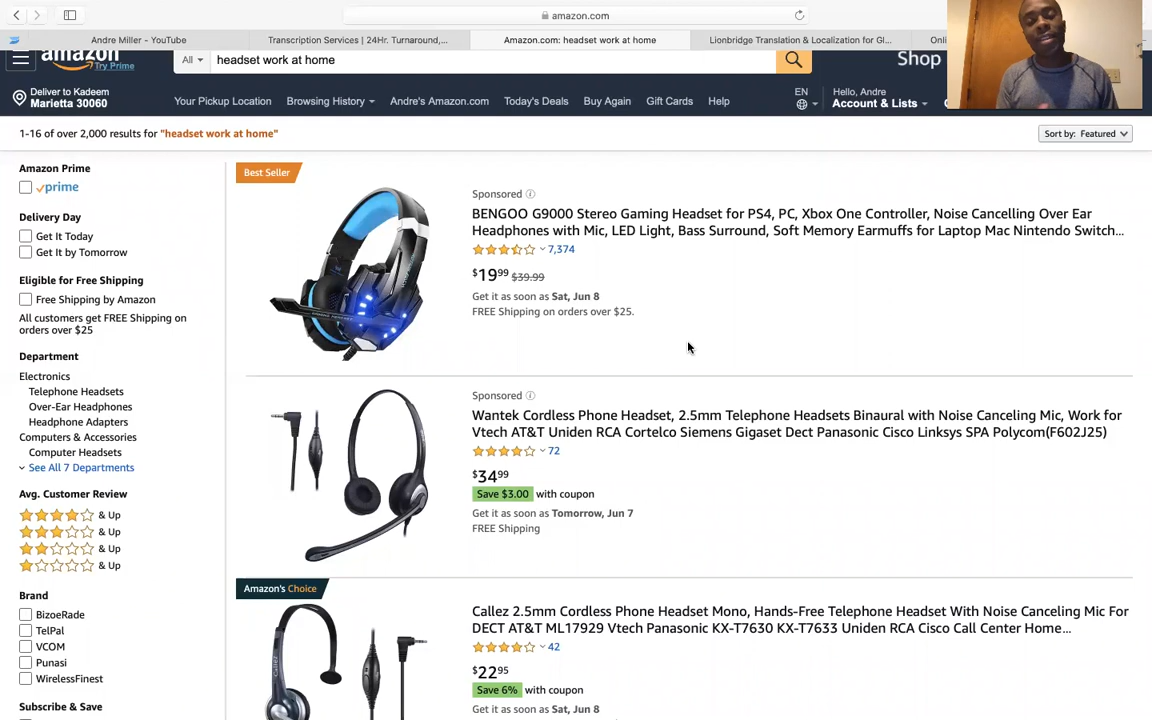 amazon.com
Andre Miller - YouTube
Transcription Services | 24Hr. Turnaround,...
Amazon.com: headset work at home
Lionbridge Translation & Localization for Gl...
Onl
amazon
Try Prime
All
headset work at home
Shop
Deliver to Kadeem
Marietta 30060
Your Pickup Location
Browsing History
Andre's Amazon.com
Today's Deals
Buy Again
Gift Cards
Help
EN
Hello, Andre
Account & Lists
1-16 of over 2,000 results for "headset work at home"
Sort by: Featured
Amazon Prime
prime
Delivery Day
Get It Today
Get It by Tomorrow
Eligible for Free Shipping
Free Shipping by Amazon
All customers get FREE Shipping on
orders over $25
Department
Electronics
Telephone Headsets
Over-Ear Headphones
Headphone Adapters
Computers & Accessories
Computer Headsets
See All 7 Departments
Avg. Customer Review
& Up
& Up
& Up
& Up
Brand
BizoeRade
TelPal
VCOM
Punasi
WirelessFinest
Subscribe & Save
Best Seller
Sponsored
BENGOO G9000 Stereo Gaming Headset for PS4, PC, Xbox One Controller, Noise Cancelling Over Ear
Headphones with Mic, LED Light, Bass Surround, Soft Memory Earmuffs for Laptop Mac Nintendo Switch...
7,374
$19.99 $39.99
Get it as soon as Sat, Jun 8
FREE Shipping on orders over $25.
Sponsored
Wantek Cordless Phone Headset, 2.5mm Telephone Headsets Binaural with Noise Canceling Mic, Work for
Vtech AT&T Uniden RCA Cortelco Siemens Gigaset Dect Panasonic Cisco Linksys SPA Polycom(F602J25)
72
$34.99
Save $3.00 with coupon
Get it as soon as Tomorrow, Jun 7
FREE Shipping
Amazon's Choice
Callez 2.5mm Cordless Phone Headset Mono, Hands-Free Telephone Headset With Noise Canceling Mic For
DECT AT&T ML17929 Vtech Panasonic KX-T7630 KX-T7633 Uniden RCA Cisco Call Center Home...
42
$22.95
Save 6% with coupon
Get it as soon as Sat, Jun 8